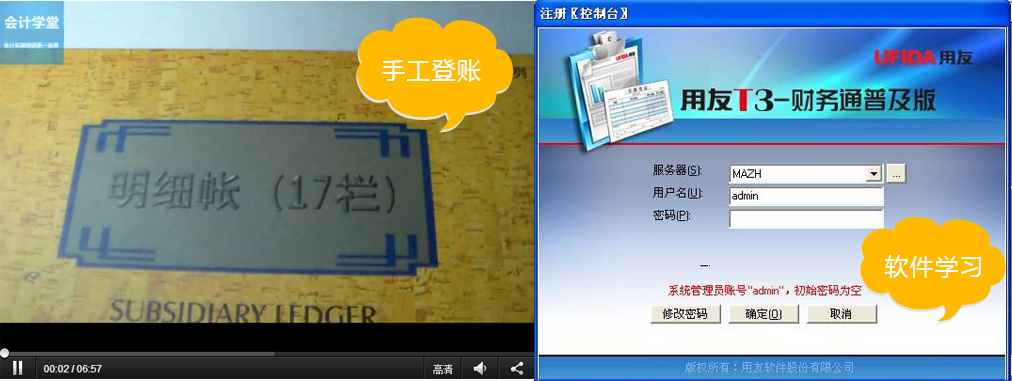 会计学堂
会计实操培训第一品牌
手工登账
列
明细帐（17栏）
SUBSIDIARY LEDGER
00:02 / 06:57
高清
注册〖控制台〗
UFIDA 用友
用友T3-财务通普及版
服务器(S):
MAZH
...
用户名(U):
admin
密码(P):
软件学习
系统管理员账号"admin"，初始密码为空
修改密码
确定(O)
取消
版权所有：用友软件股份有限公司